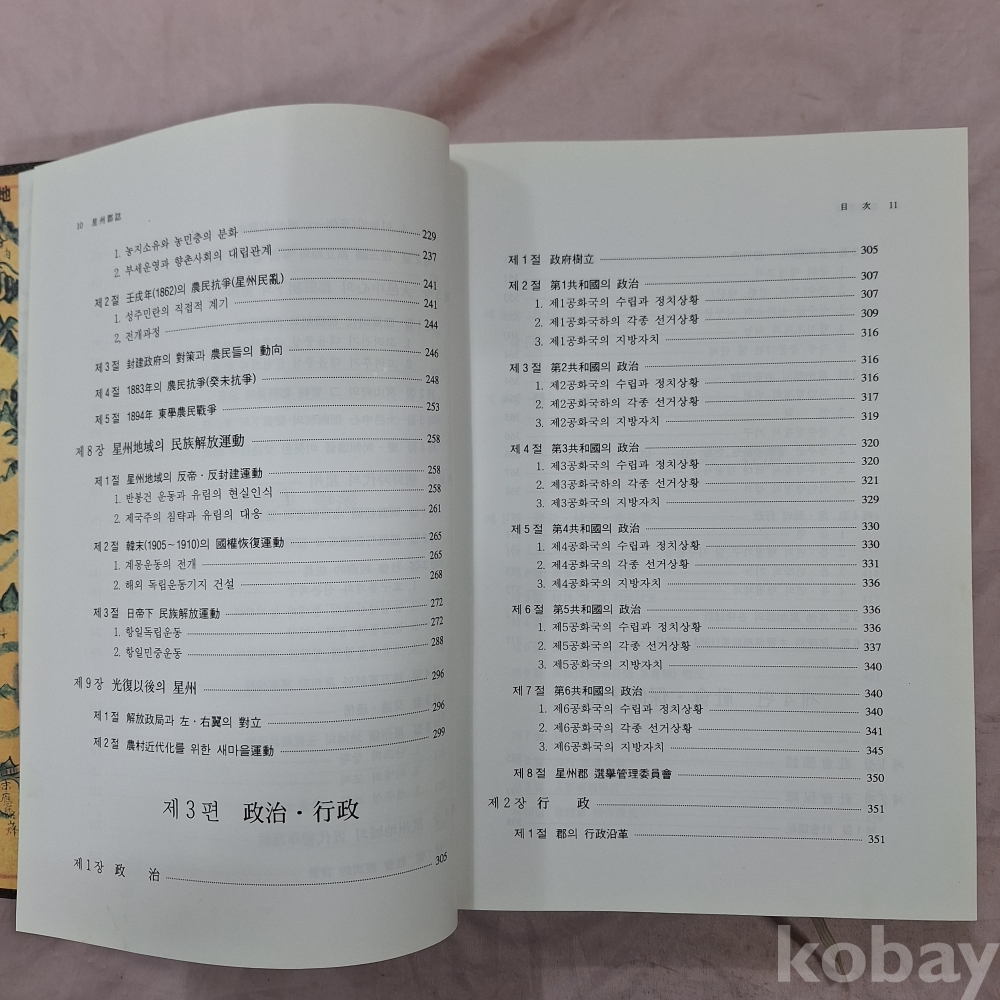 10 星州郡誌
1. 농지소유와 농민층의 분화 229
2. 부세운영과 향촌사회의 대립관계 237
제2절 壬戌年(1862)의 農民抗爭(星州民亂) 241
1. 성주민란의 직접적 계기 241
2. 전개과정 244
제3절 封建政府의 對策과 農民들의 動向 246
제4절 1883年의 農民抗爭(癸未抗爭) 248
제5절 1894年 東學農民戰爭 253
제8장 星州地域의 民族解放運動 258
제1절 星州地域의 反帝·反封建運動 258
1. 반봉건 운동과 유림의 현실인식 258
2. 제국주의 침략과 유림의 대응 261
제2절 韓末(1905~1910)의 國權恢復運動 265
1. 계몽운동의 전개 265
2. 해외 독립운동기지 건설 268
제3절 日帝下 民族解放運動 272
1. 항일독립운동 272
2. 항일민중운동 288
제9장 光復以後의 星州 296
제1절 解放政局과 左·右翼의 對立 296
제2절 農村近代化를 위한 새마을運動 299
제3편 政治·行政
제1장 政 治 305
目 次 11
제1절 政府樹立 305
제2절 第1共和國의 政治 307
1. 제1공화국의 수립과 정치상황 307
2. 제1공화국하의 각종 선거상황 309
3. 제1공화국의 지방자치 316
제3절 第2共和國의 政治 316
1. 제2공화국의 수립과 정치상황 316
2. 제2공화국하의 각종 선거상황 317
3. 제2공화국의 지방자치 319
제4절 第3共和國의 政治 320
1. 제3공화국의 수립과 정치상황 320
2. 제3공화국하의 각종 선거상황 321
3. 제3공화국의 지방자치 329
제5절 第4共和國의 政治 330
1. 제4공화국의 수립과 정치상황 330
2. 제4공화국의 각종 선거상황 331
3. 제4공화국의 지방자치 336
제6절 第5共和國의 政治 336
1. 제5공화국의 수립과 정치상황 336
2. 제5공화국의 각종 선거상황 337
3. 제5공화국의 지방자치 340
제7절 第6共和國의 政治 340
1. 제6공화국의 수립과 정치상황 340
2. 제6공화국의 각종 선거상황 341
3. 제6공화국의 지방자치 345
제8절 星州郡 選擧管理委員會 350
제2장 行 政 351
제1절 郡의 行政沿革 351
kobay